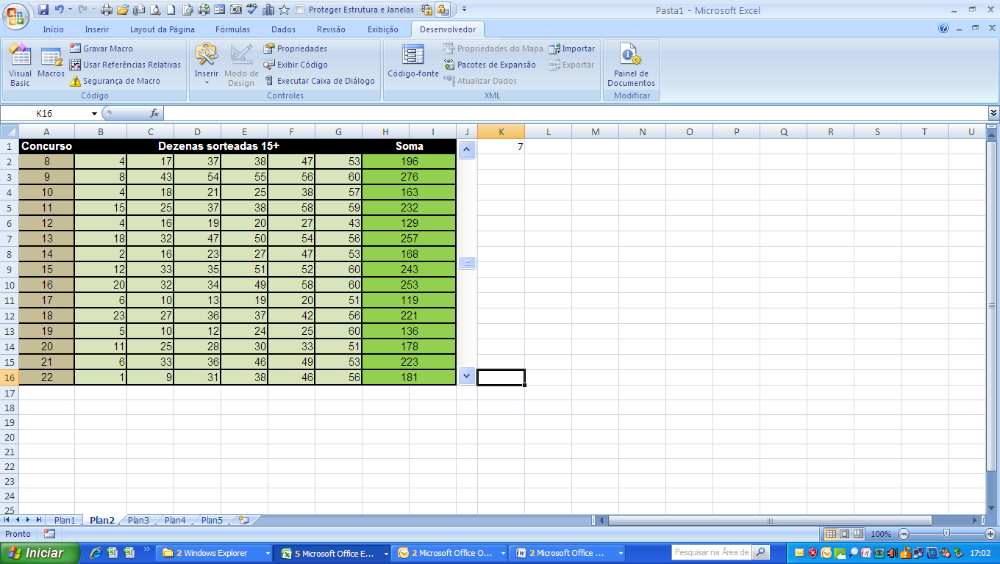 Proteger Estrutura e Janelas
Pasta1 - Microsoft Excel
Início Inserir Layout da Página Fórmulas Dados Revisão Exibição Desenvolvedor
Visual Basic
Macros
Gravar Macro
Usar Referências Relativas
Segurança de Macro
Código
Inserir
Modo de Design
Propriedades
Exibir Código
Executar Caixa de Diálogo
Controles
Código-fonte
Propriedades do Mapa
Pacotes de Expansão
Atualizar Dados
Importar
Exportar
XML
Painel de Documentos
Modificar
K16 fx
A B C D E F G H I J K L M N O P Q R S T U
1 Concurso Dezenas sorteadas 15+ Soma 7
2 8 4 17 37 38 47 53 196
3 9 8 43 54 55 56 60 276
4 10 4 18 21 25 38 57 163
5 11 15 25 37 38 58 59 232
6 12 4 16 19 20 27 43 129
7 13 18 32 47 50 54 56 257
8 14 2 16 23 27 47 53 168
9 15 12 33 35 51 52 60 243
10 16 20 32 34 49 58 60 253
11 17 6 10 13 19 20 51 119
12 18 23 27 36 37 42 56 221
13 19 5 10 12 24 25 60 136
14 20 11 25 28 30 33 51 178
15 21 6 33 36 46 49 53 223
16 22 1 9 31 38 46 56 181
17
18
19
20
21
22
23
24
25
Plan1 Plan2 Plan3 Plan4 Plan5
Pronto 100%
Iniciar 2 Windows Explorer 5 Microsoft Office E... 2 Microsoft Office O... 2 Microsoft Office ... Pesquisar na Área de 17:02